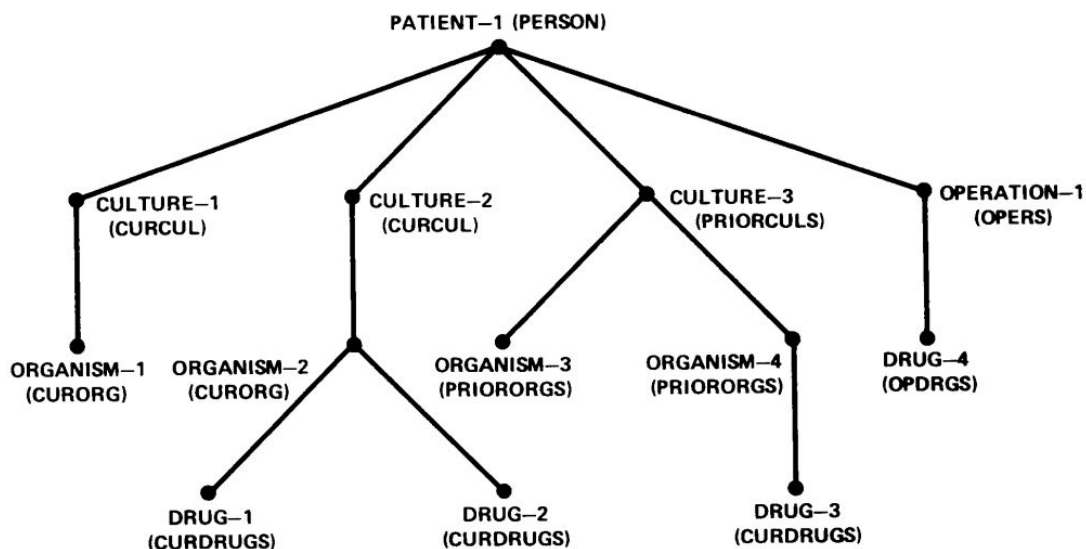 PATIENT–1 (PERSON)
CULTURE–1
(CURCUL)
CULTURE–2
(CURCUL)
CULTURE–3
(PRIORCULS)
OPERATION–1
(OPERS)
ORGANISM–1
(CURORG)
ORGANISM–2
(CURORG)
ORGANISM–3
(PRIORORGS)
ORGANISM–4
(PRIORORGS)
DRUG–4
(OPDRGS)
DRUG–1
(CURDRUGS)
DRUG–2
(CURDRUGS)
DRUG–3
(CURDRUGS)